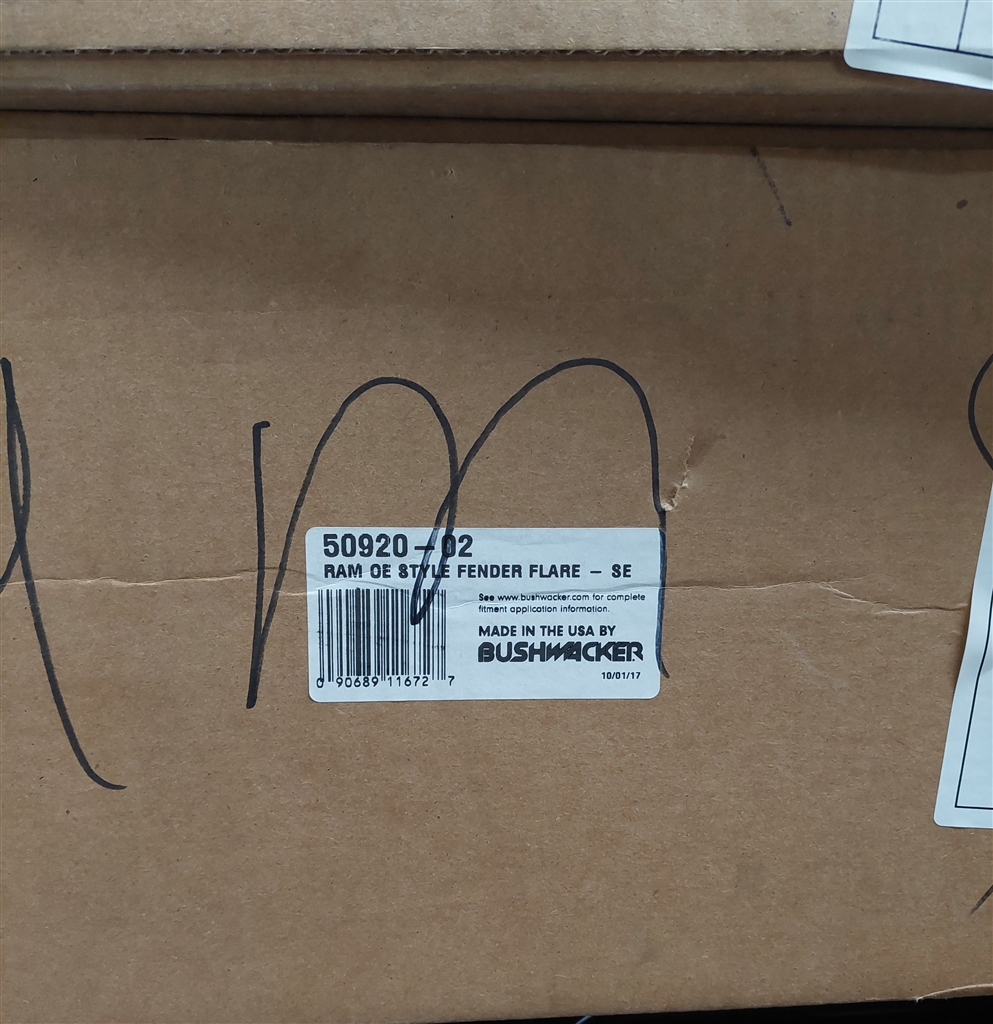 m
50920-02
RAM OE STYLE FENDER FLARE - SE
See www.bushwacker.com for complete
fitment application information.
MADE IN THE USA BY
BUSHWACKER
10/01/17
0 90689 11672 7